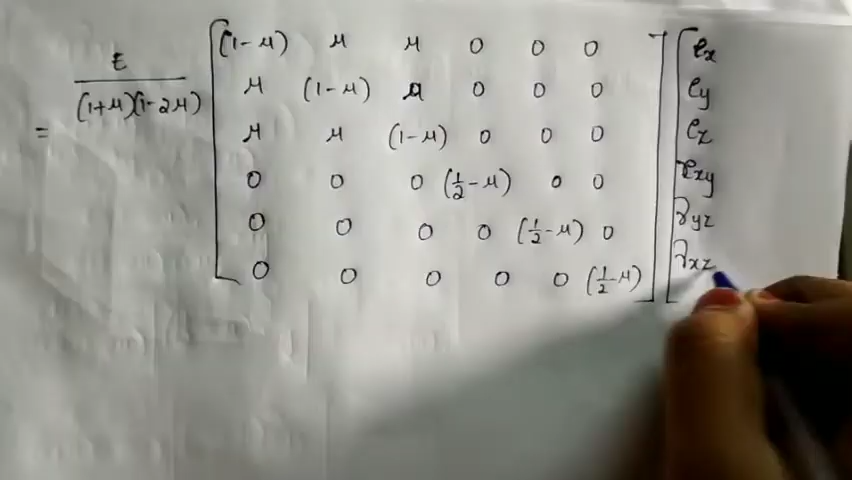 E (1-μ) μ μ 0 0 0 ex
(1+μ)(1-2μ) μ (1-μ) μ 0 0 0 ey
= μ μ (1-μ) 0 0 0 ez
0 0 0 (1/2-μ) 0 0 γxy
0 0 0 0 (1/2-μ) 0 γyz
0 0 0 0 0 (1/2-μ) γxz